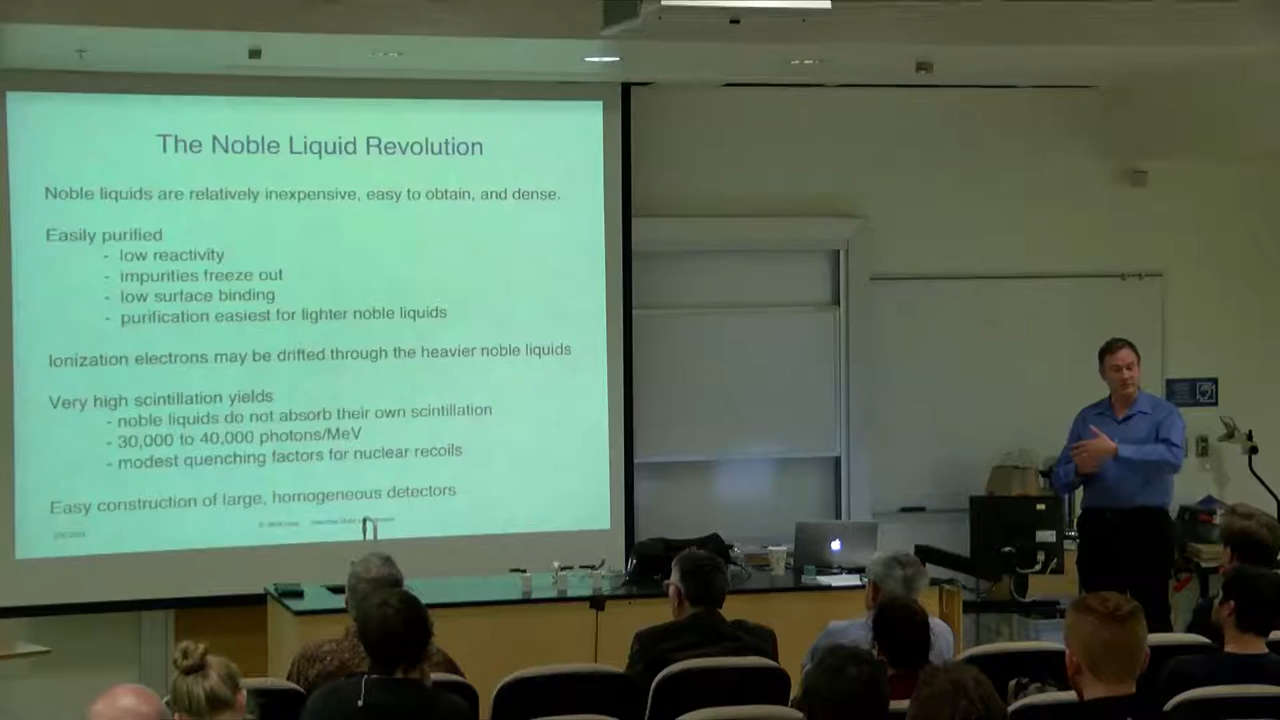 The Noble Liquid Revolution
Noble liquids are relatively inexpensive, easy to obtain, and dense.
Easily purified
- low reactivity
- impurities freeze out
- low surface binding
- purification easiest for lighter noble liquids
Ionization electrons may be drifted through the heavier noble liquids
Very high scintillation yields
- noble liquids do not absorb their own scintillation
- 30,000 to 40,000 photons/MeV
- modest quenching factors for nuclear recoils
Easy construction of large, homogeneous detectors